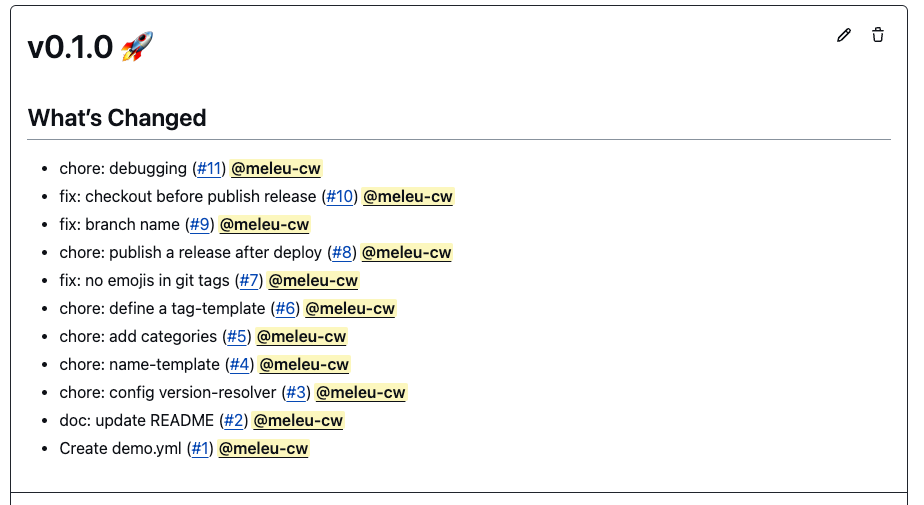 v0.1.0 🚀
What's Changed
• chore: debugging (#11) @meleu-cw
• fix: checkout before publish release (#10) @meleu-cw
• fix: branch name (#9) @meleu-cw
• chore: publish a release after deploy (#8) @meleu-cw
• fix: no emojis in git tags (#7) @meleu-cw
• chore: define a tag-template (#6) @meleu-cw
• chore: add categories (#5) @meleu-cw
• chore: name-template (#4) @meleu-cw
• chore: config version-resolver (#3) @meleu-cw
• doc: update README (#2) @meleu-cw
• Create demo.yml (#1) @meleu-cw